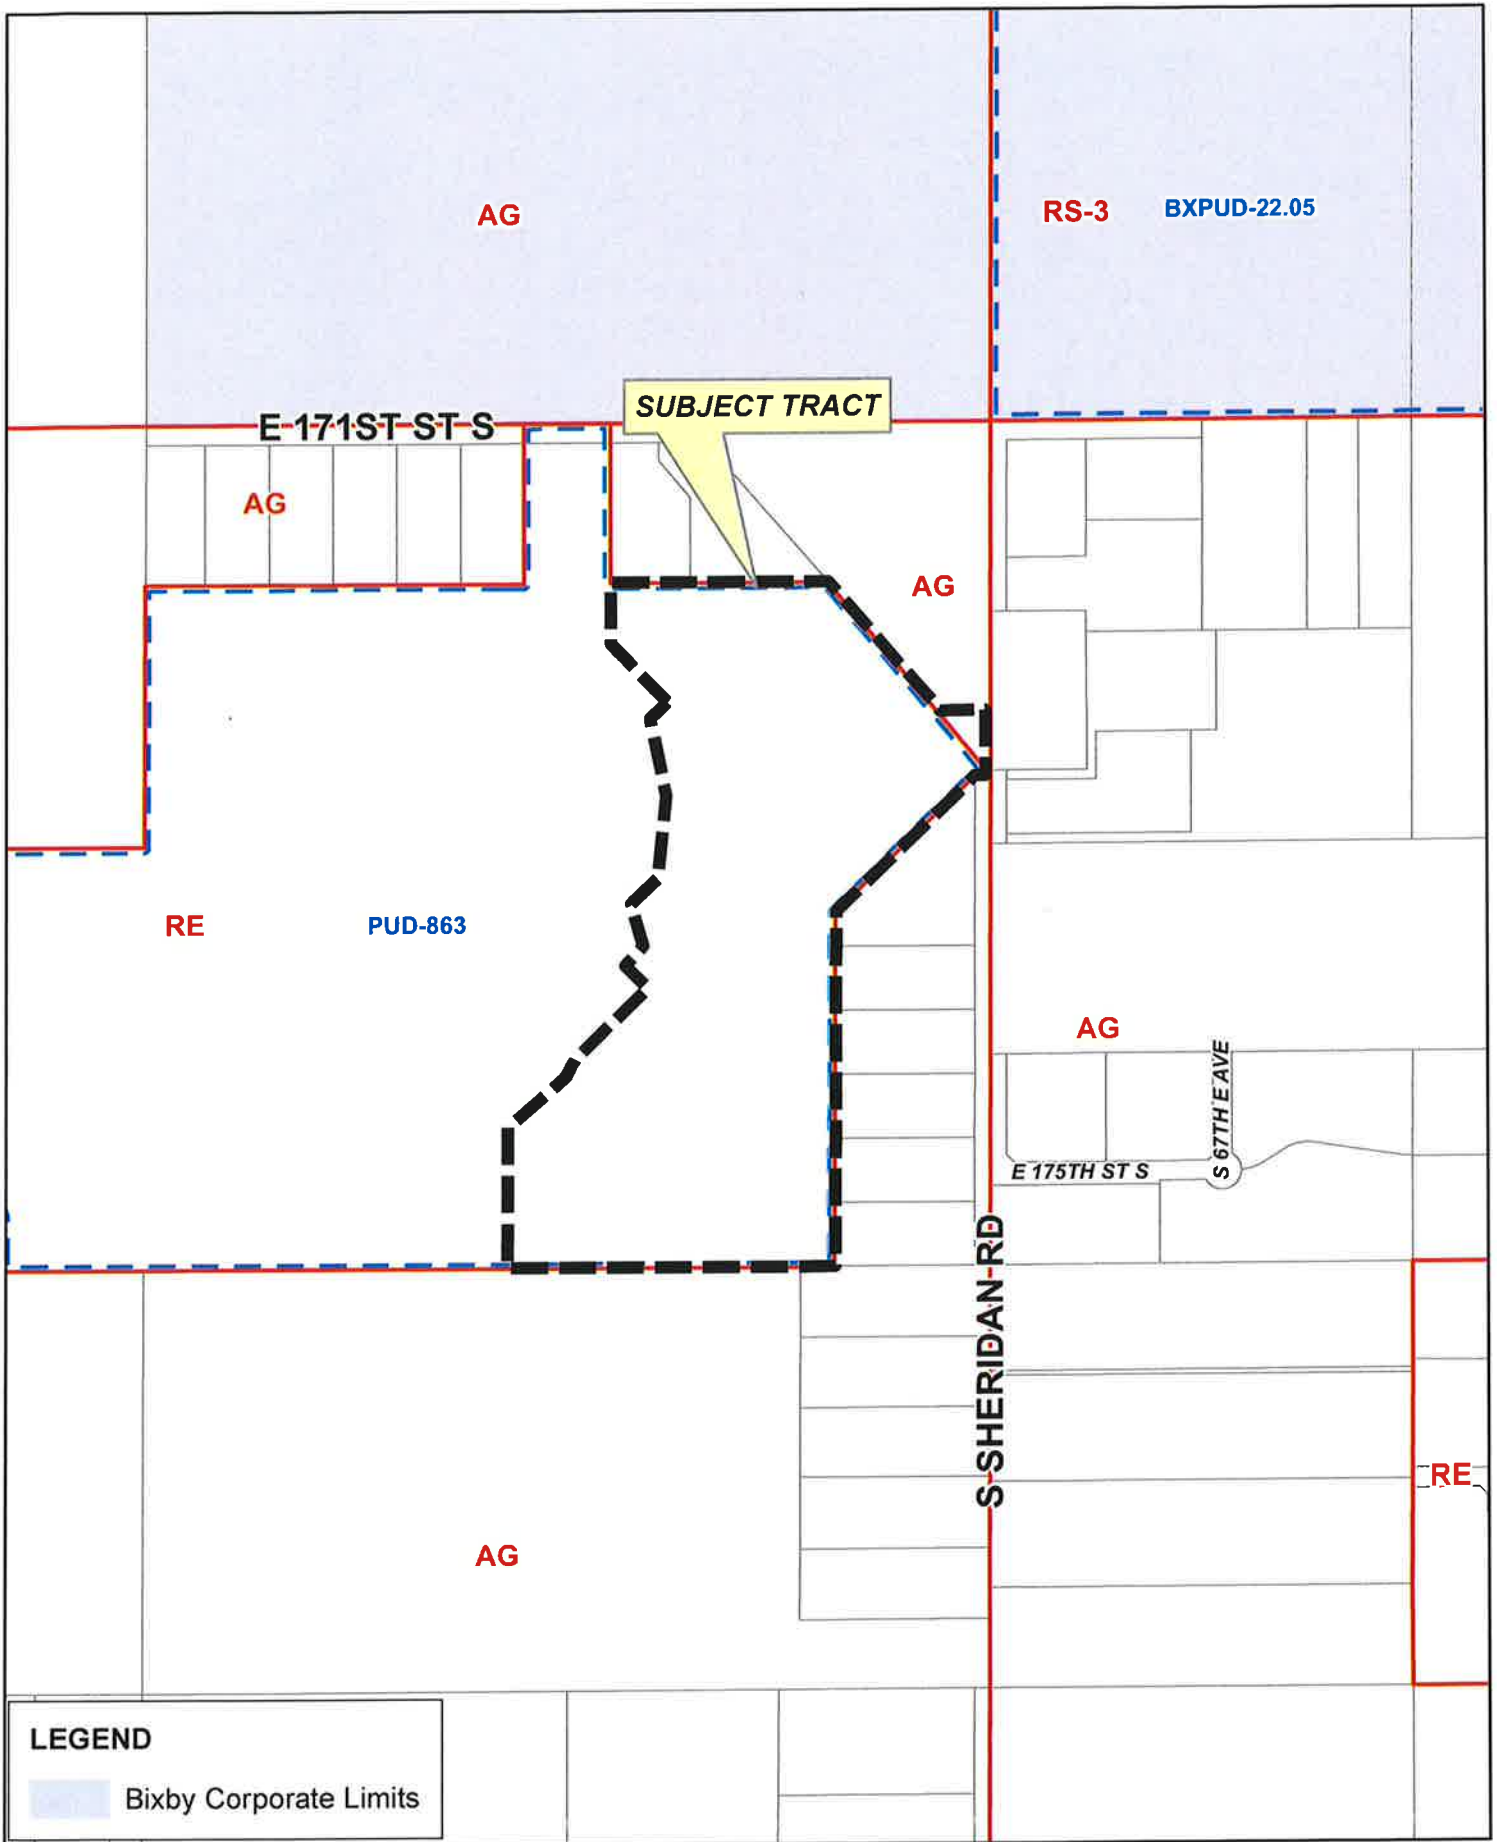 AG
RS-3 BXPUD-22.05
SUBJECT TRACT
E 171ST ST S
AG
AG
RE PUD-863
AG
S 67TH E AVE
E 175TH ST S
S SHERIDAN RD
RE
AG
LEGEND
Bixby Corporate Limits